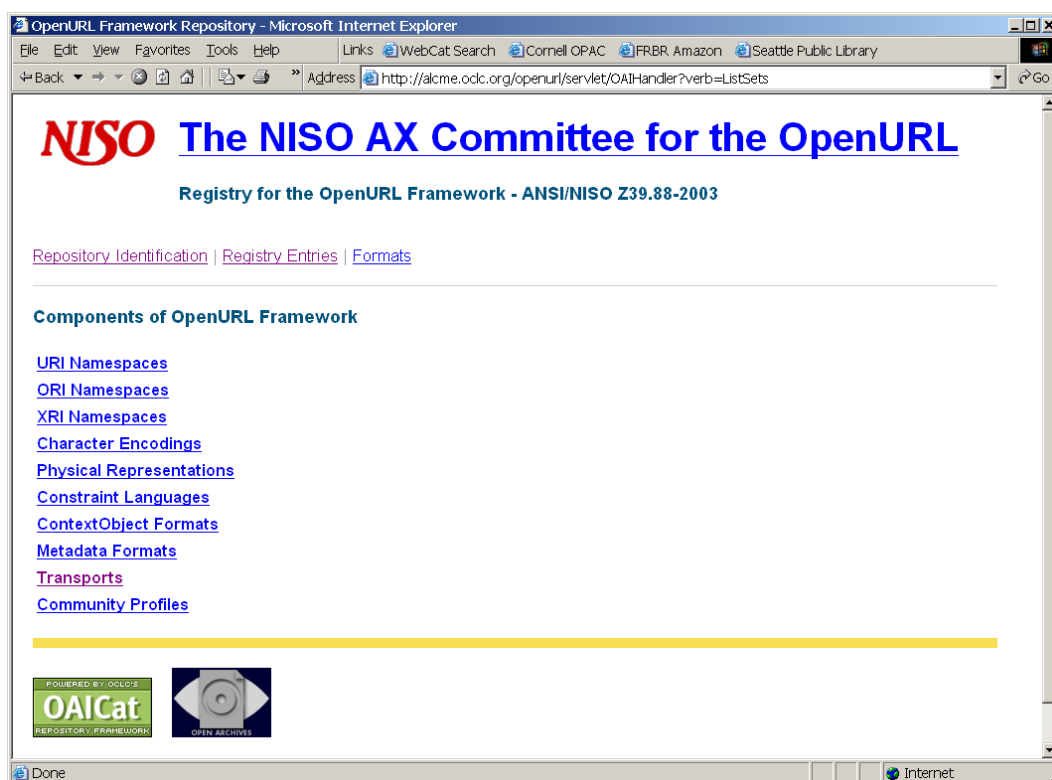 OpenURL Framework Repository - Microsoft Internet Explorer
File Edit View Favorites Tools Help Links WebCat Search Cornell OPAC FRBR Amazon Seattle Public Library
Back » Address http://alcme.oclc.org/openurl/servlet/OAIHandler?verb=ListSets Go
NISO The NISO AX Committee for the OpenURL
Registry for the OpenURL Framework - ANSI/NISO Z39.88-2003
Repository Identification | Registry Entries | Formats
Components of OpenURL Framework
URI Namespaces
ORI Namespaces
XRI Namespaces
Character Encodings
Physical Representations
Constraint Languages
ContextObject Formats
Metadata Formats
Transports
Community Profiles
POWERED BY OCLC'S
OAICat
REPOSITORY FRAMEWORK
OPEN ARCHIVES
Done Internet